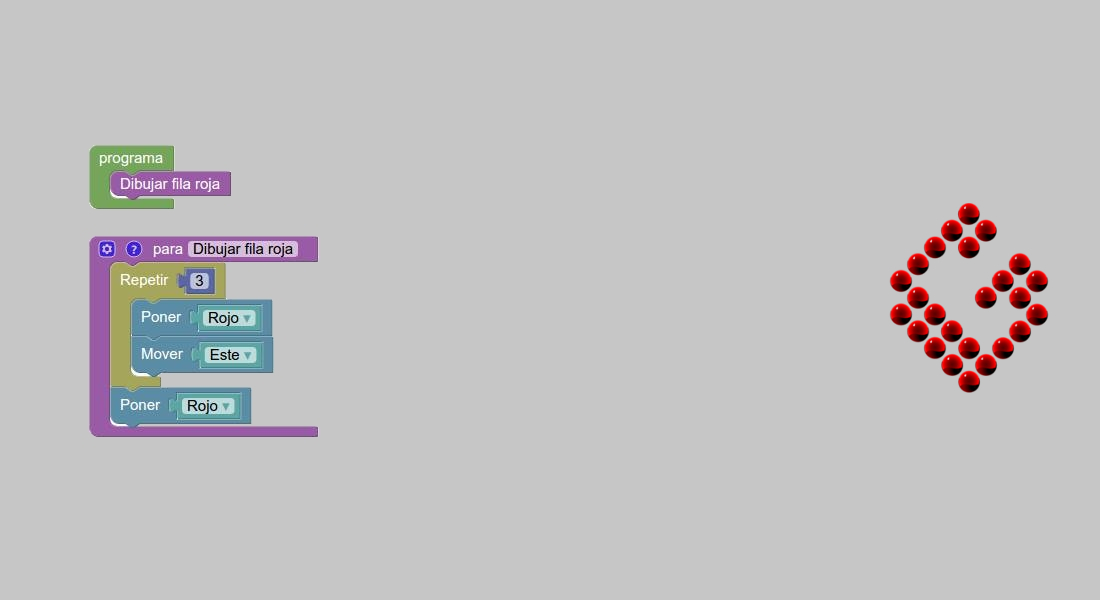 programa
Dibujar fila roja
? para Dibujar fila roja
Repetir 3
Poner Rojo ▾
Mover Este ▾
Poner Rojo ▾